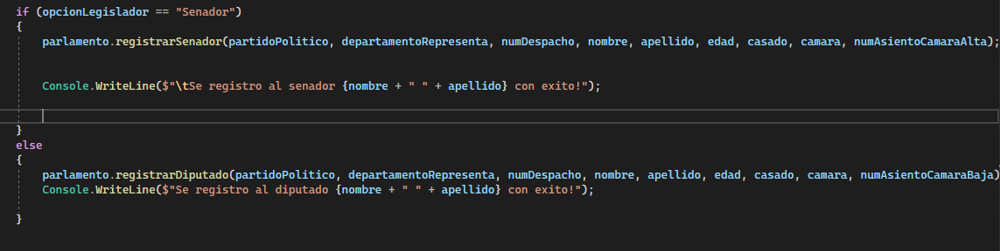 if (opcionLegislador == "Senador")
{
parlamento.registrarSenador(partidoPolitico, departamentoRepresenta, numDespacho, nombre, apellido, edad, casado, camara, numAsientoCamaraAlta);
Console.WriteLine($"\tSe registro al senador {nombre + " " + apellido} con exito!");
}
else
{
parlamento.registrarDiputado(partidoPolitico, departamentoRepresenta, numDespacho, nombre, apellido, edad, casado, camara, numAsientoCamaraBaja)
Console.WriteLine($"Se registro al diputado {nombre + " " + apellido} con exito!");
}